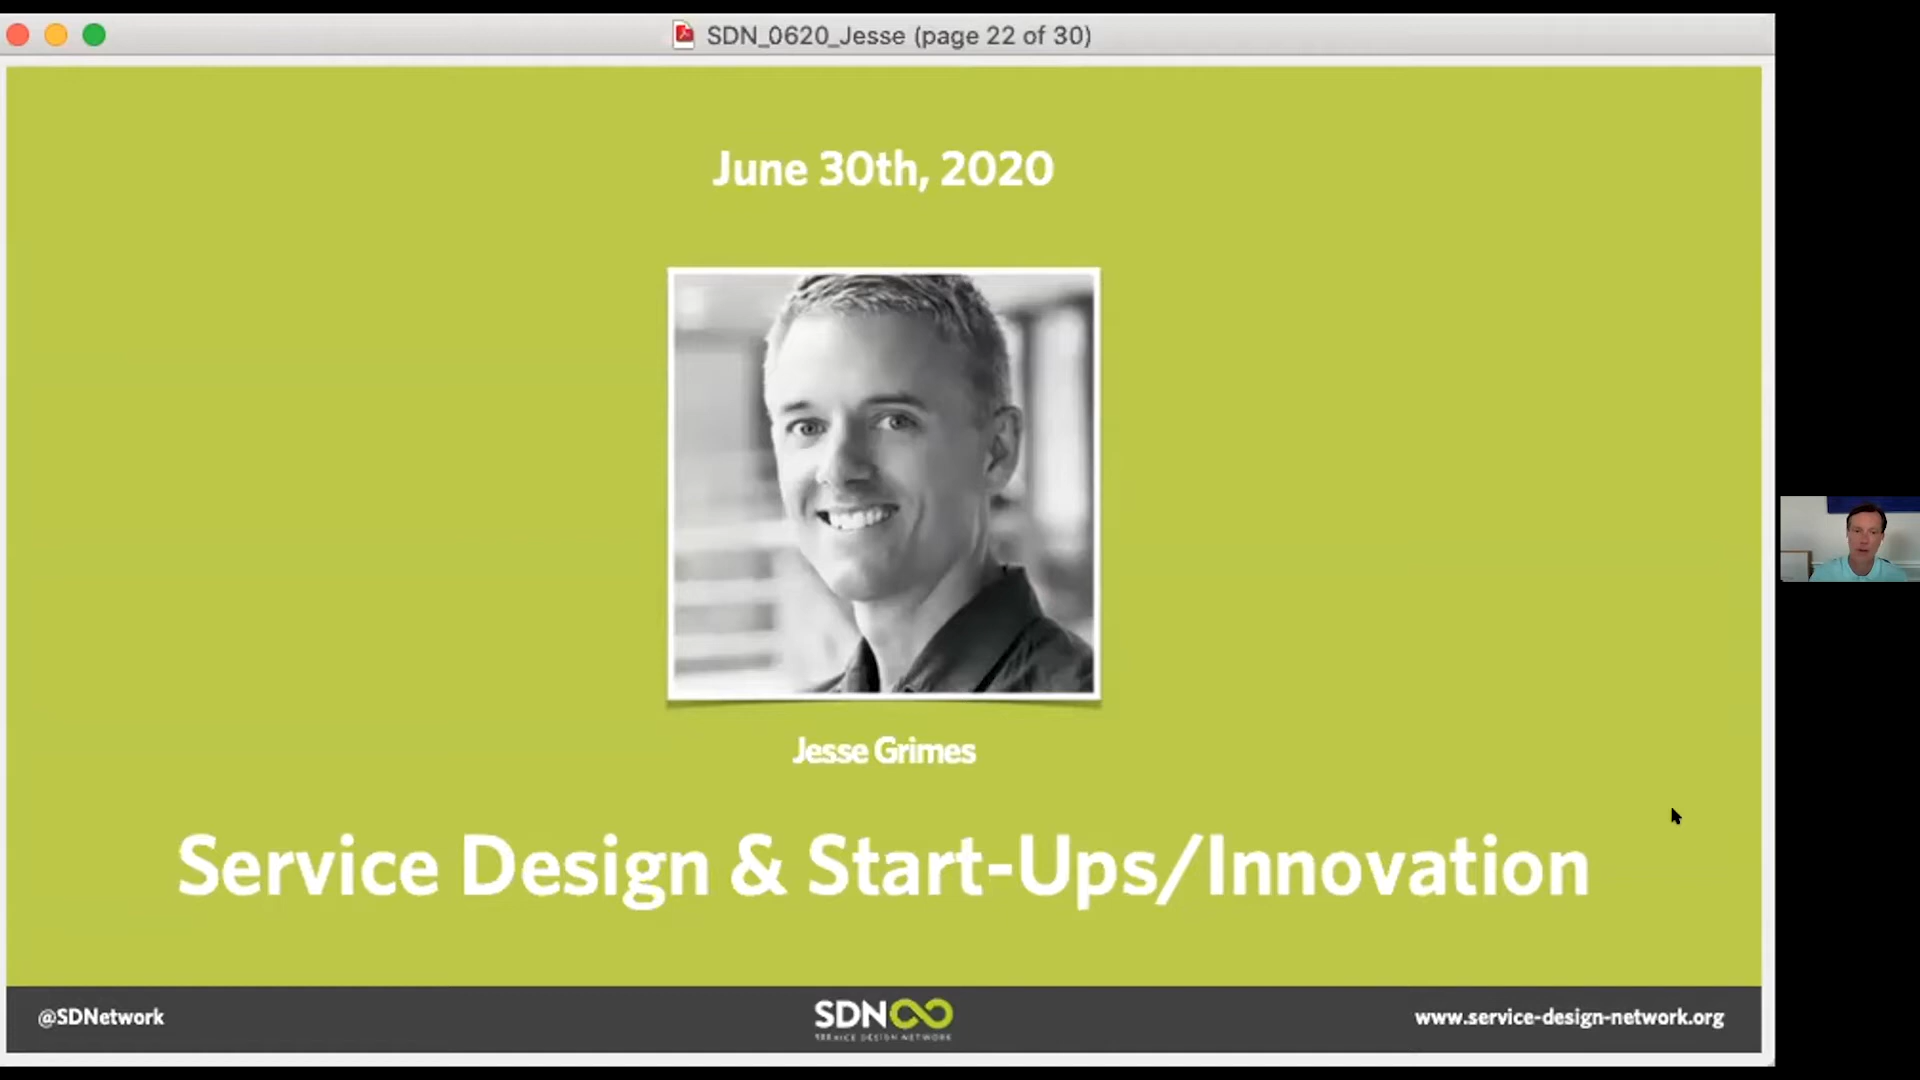 SDN_0620_Jesse (page 22 of 30)
June 30th, 2020
Jesse Grimes
Service Design & Start-Ups/Innovation
@SDNetwork
SDN
SERVICE DESIGN NETWORK
www.service-design-network.org